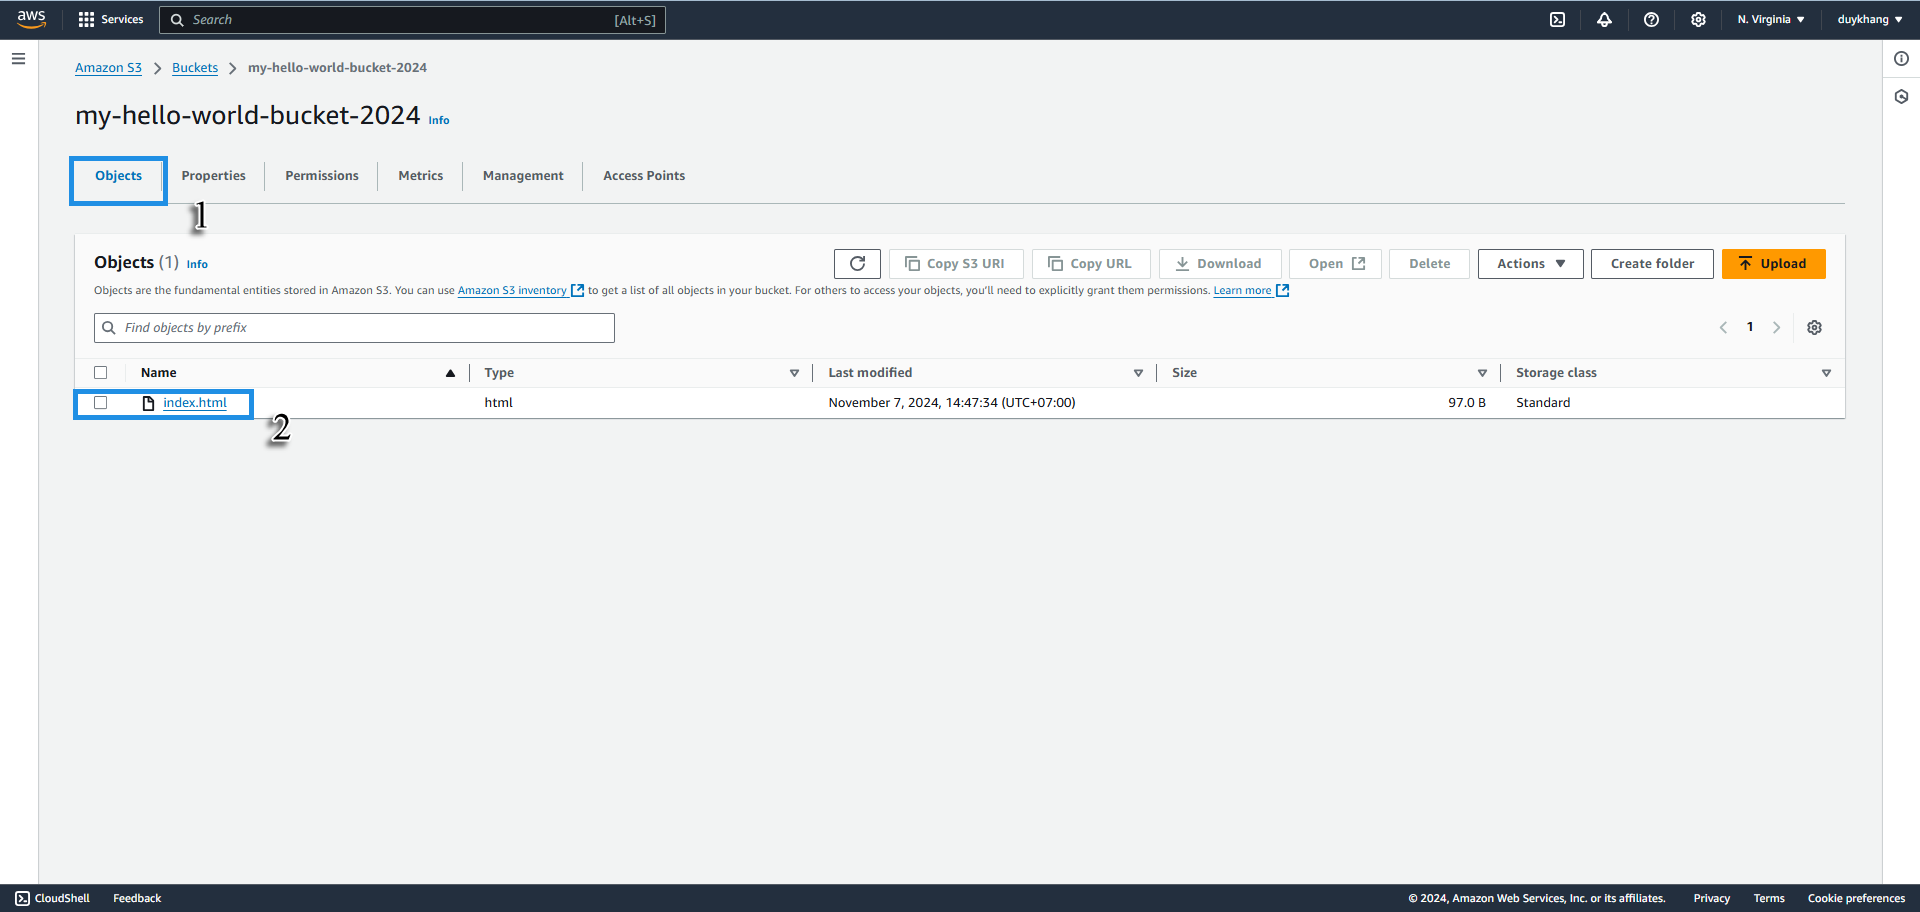 aws Services Search [Alt+S] N. Virginia duykhang
Amazon S3 > Buckets > my-hello-world-bucket-2024
my-hello-world-bucket-2024 Info
Objects Properties Permissions Metrics Management Access Points
1
Objects (1) Info Copy S3 URI Copy URL Download Open Delete Actions Create folder Upload
Objects are the fundamental entities stored in Amazon S3. You can use Amazon S3 inventory to get a list of all objects in your bucket. For others to access your objects, you'll need to explicitly grant them permissions. Learn more
Find objects by prefix 1
Name Type Last modified Size Storage class
index.html html November 7, 2024, 14:47:34 (UTC+07:00) 97.0 B Standard
2
CloudShell Feedback © 2024, Amazon Web Services, Inc. or its affiliates. Privacy Terms Cookie preferences